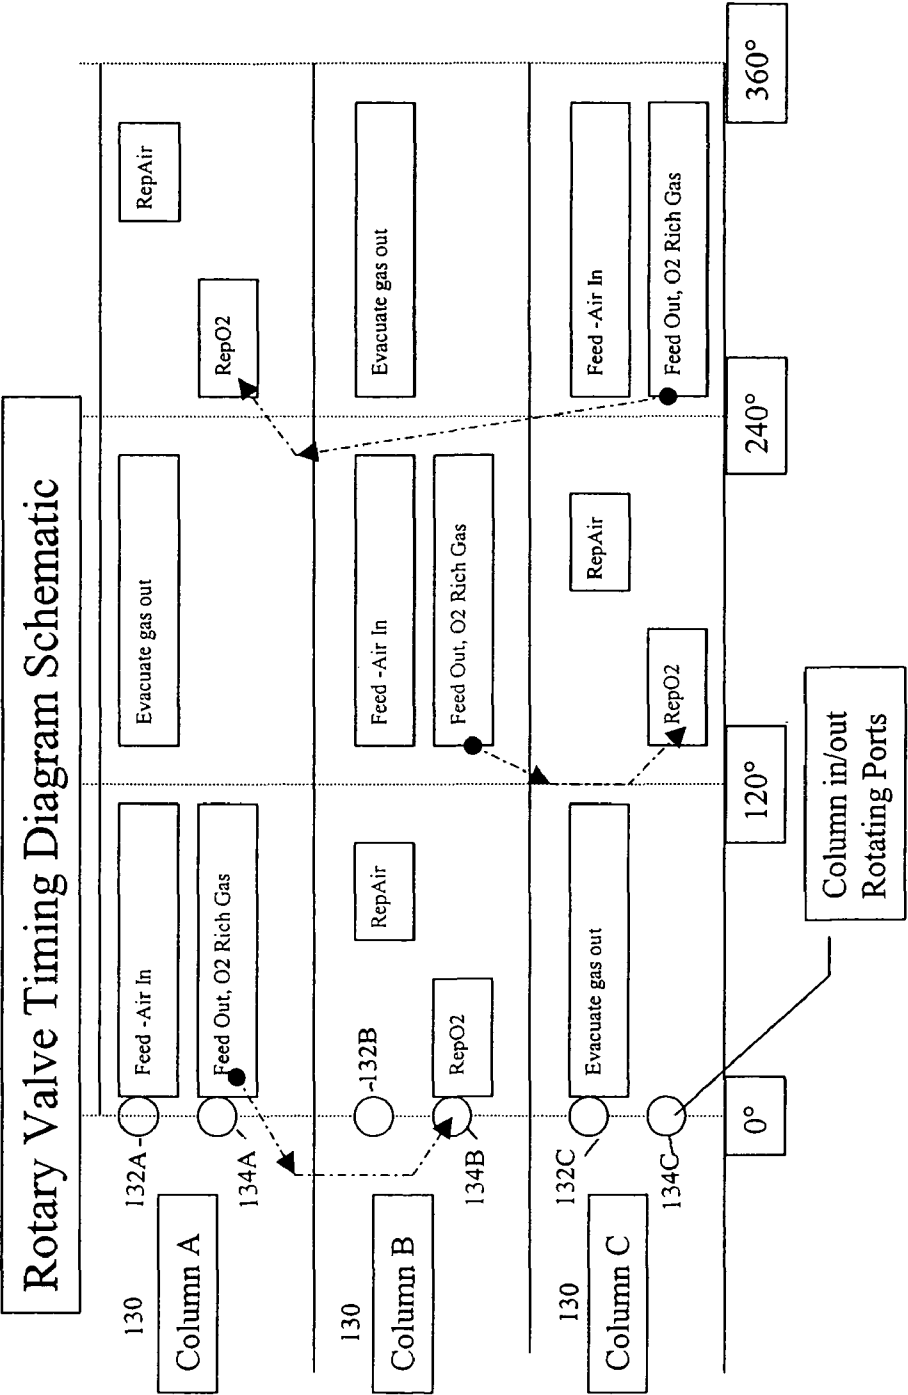 Rotary Valve Timing Diagram Schematic
130
Column A
132A
134A
Feed -Air In
Feed Out, O2 Rich Gas
Evacuate gas out
RepO2
RepAir
130
Column B
132B
134B
RepO2
RepAir
Feed -Air In
Feed Out, O2 Rich Gas
Evacuate gas out
130
Column C
132C
134C
Evacuate gas out
RepO2
RepAir
Feed -Air In
Feed Out, O2 Rich Gas
0°
120°
240°
360°
Column in/out
Rotating Ports